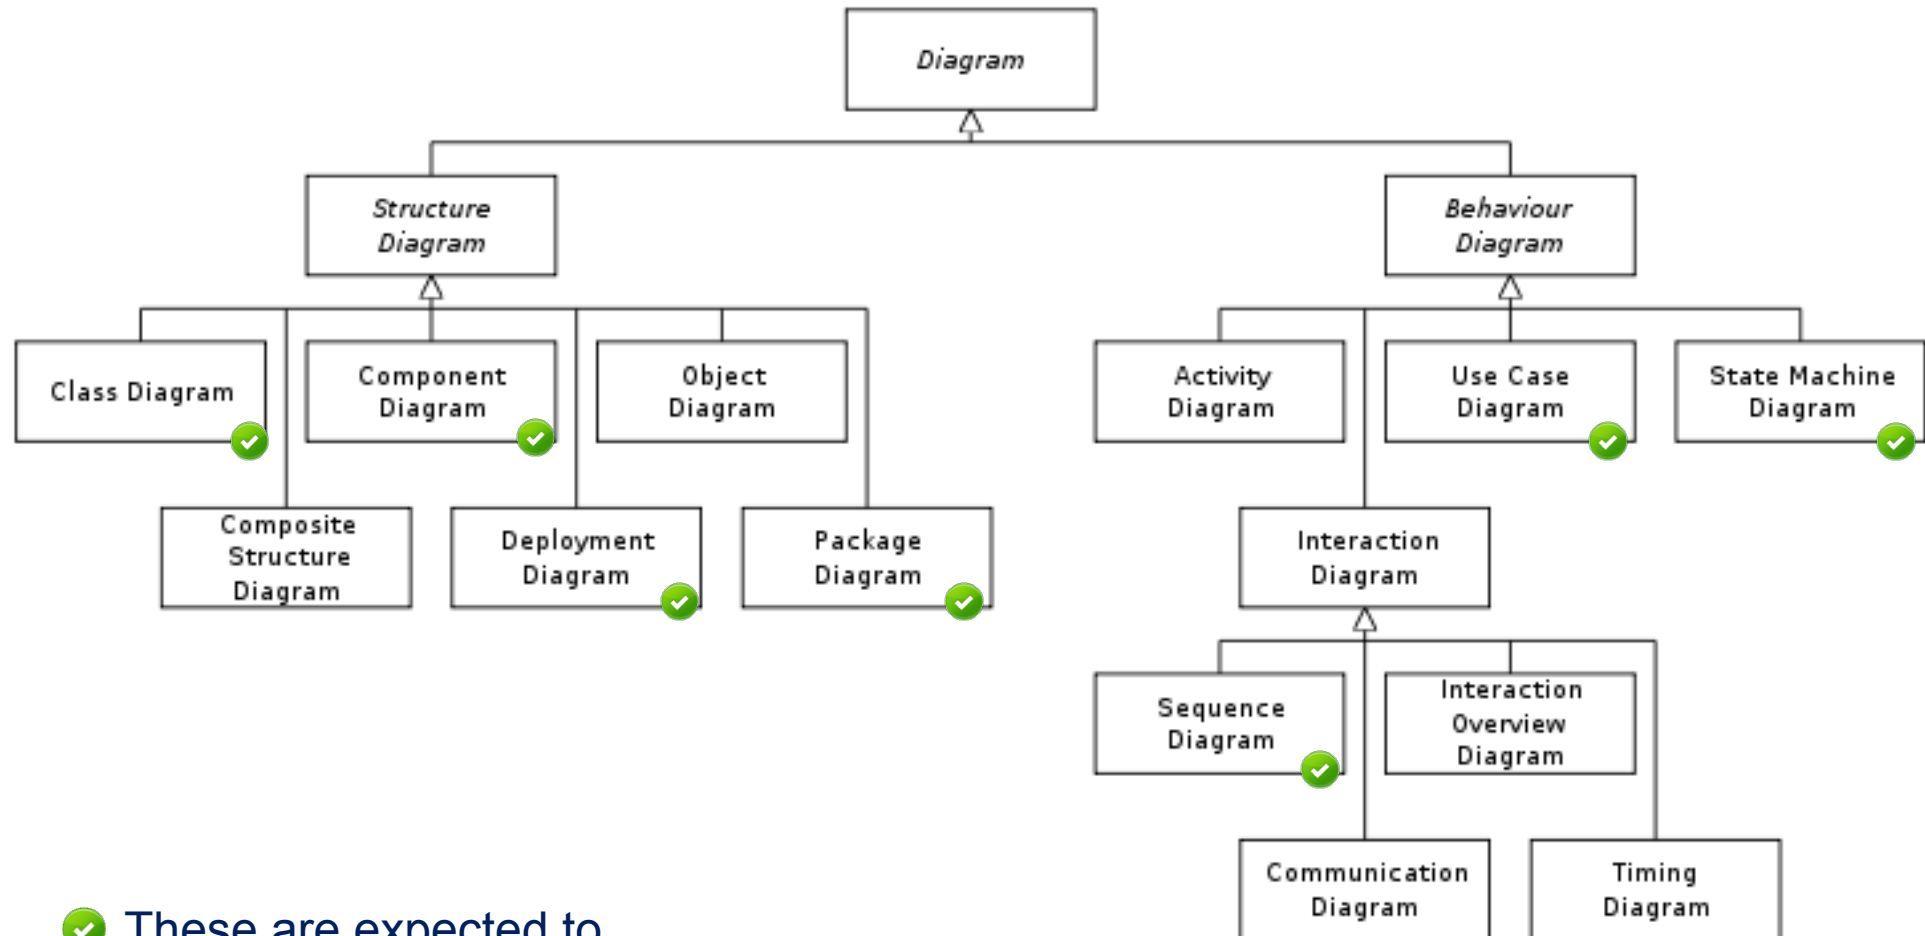 Diagram
Structure
Diagram
Behaviour
Diagram
Class Diagram
Component
Diagram
Object
Diagram
Activity
Diagram
Use Case
Diagram
State Machine
Diagram
Composite
Structure
Diagram
Deployment
Diagram
Package
Diagram
Interaction
Diagram
Sequence
Diagram
Interaction
Overview
Diagram
Communication
Diagram
Timing
Diagram
These are expected to